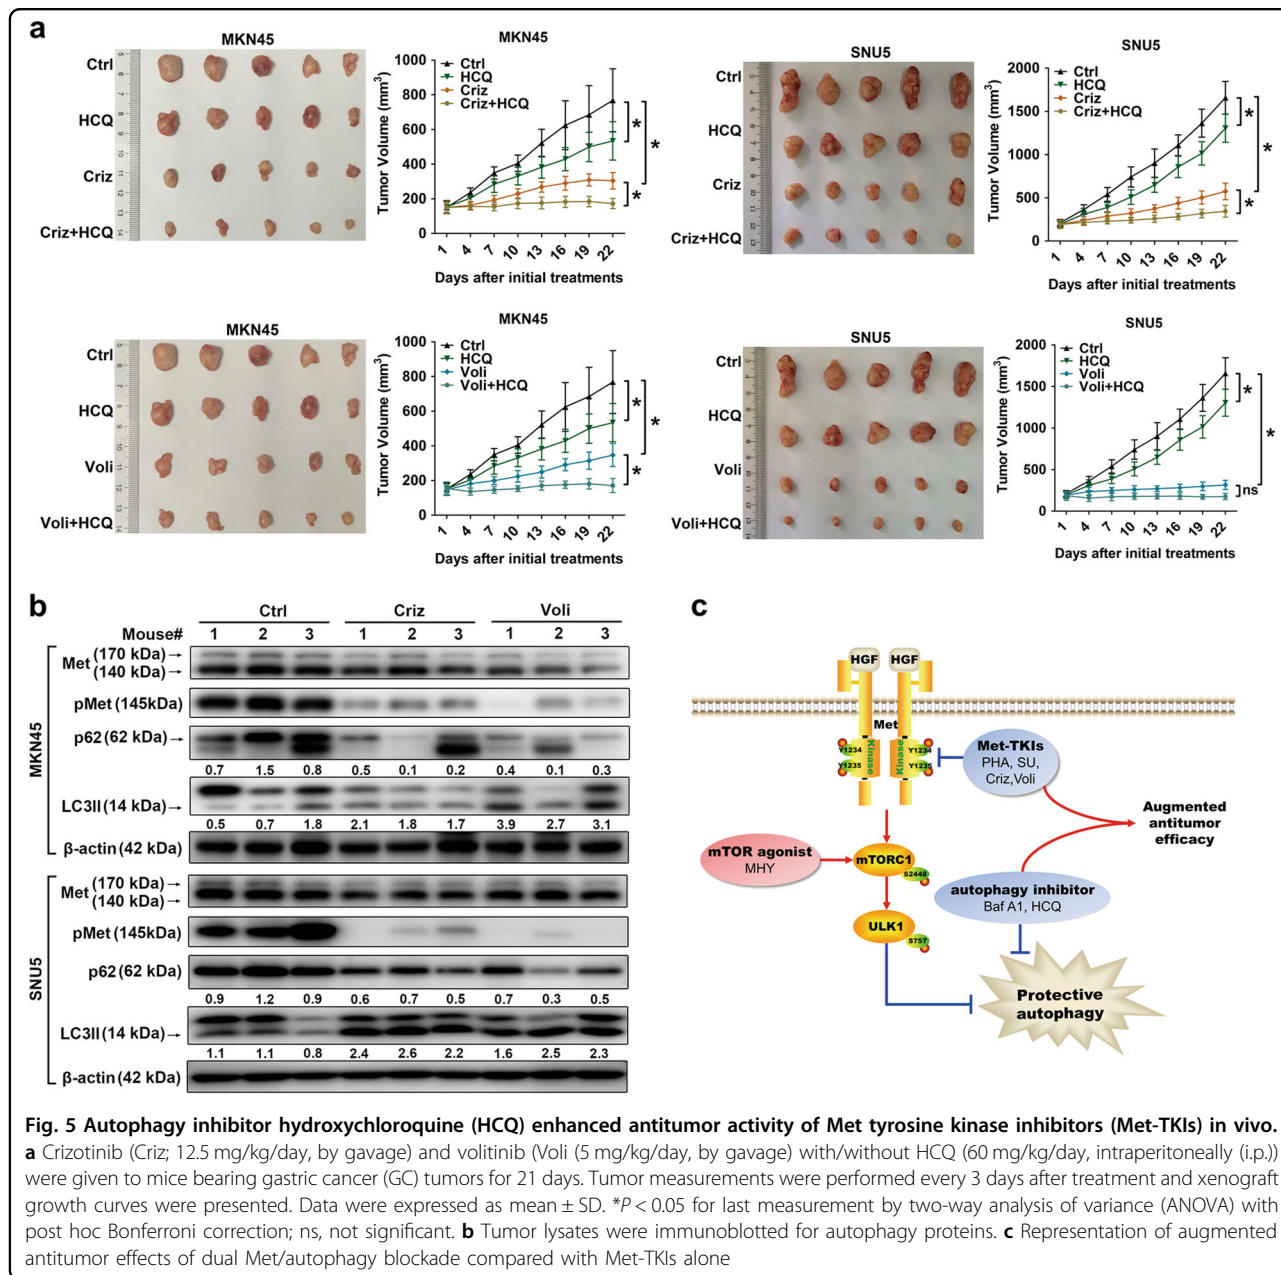 a
MKN45
Ctrl
HCQ
Criz
Criz+HCQ
MKN45
Tumor Volume (mm³)
1000
800
600
400
200
0
Ctrl
HCQ
Criz
Criz+HCQ
*
*
*
1 4 7 10 13 16 19 22
Days after initial treatments
SNU5
Ctrl
HCQ
Criz
Criz+HCQ
SNU5
Tumor Volume (mm³)
2000
1500
1000
500
0
Ctrl
HCQ
Criz
Criz+HCQ
*
*
*
1 4 7 10 13 16 19 22
Days after initial treatments
MKN45
Ctrl
HCQ
Voli
Voli+HCQ
MKN45
Tumor Volume (mm³)
1000
800
600
400
200
0
Ctrl
HCQ
Voli
Voli+HCQ
*
*
*
1 4 7 10 13 16 19 22
Days after initial treatments
SNU5
Ctrl
HCQ
Voli
Voli+HCQ
SNU5
Tumor Volume (mm³)
2000
1500
1000
500
0
Ctrl
HCQ
Voli
Voli+HCQ
*
*
ns
1 4 7 10 13 16 19 22
Days after initial treatments
b
Ctrl Criz Voli
Mouse# 1 2 3 1 2 3 1 2 3
MKN45
Met (170 kDa)→
(140 kDa)→
pMet (145kDa)
p62 (62 kDa)→
0.7 1.5 0.8 0.5 0.1 0.2 0.4 0.1 0.3
LC3II (14 kDa)→
0.5 0.7 1.8 2.1 1.8 1.7 3.9 2.7 3.1
β-actin (42 kDa)
SNU5
Met (170 kDa)→
(140 kDa)→
pMet (145kDa)
p62 (62 kDa)
0.9 1.2 0.9 0.6 0.7 0.5 0.7 0.3 0.5
LC3II (14 kDa)→
1.1 1.1 0.8 2.4 2.6 2.2 1.6 2.5 2.3
β-actin (42 kDa)
c
HGF HGF
Met
Y1234 Kinase Kinase Y1234
Y1235 Y1235
Met-TKIs
PHA, SU,
Criz,Voli
Augmented
antitumor
efficacy
mTOR agonist
MHY
mTORC1
S2448
autophagy inhibitor
Baf A1, HCQ
ULK1
S757
Protective
autophagy
Fig. 5 Autophagy inhibitor hydroxychloroquine (HCQ) enhanced antitumor activity of Met tyrosine kinase inhibitors (Met-TKIs) in vivo.
a Crizotinib (Criz; 12.5 mg/kg/day, by gavage) and volitinib (Voli (5 mg/kg/day, by gavage) with/without HCQ (60 mg/kg/day, intraperitoneally (i.p.))
were given to mice bearing gastric cancer (GC) tumors for 21 days. Tumor measurements were performed every 3 days after treatment and xenograft
growth curves were presented. Data were expressed as mean ± SD. *P < 0.05 for last measurement by two-way analysis of variance (ANOVA) with
post hoc Bonferroni correction; ns, not significant. b Tumor lysates were immunoblotted for autophagy proteins. c Representation of augmented
antitumor effects of dual Met/autophagy blockade compared with Met-TKIs alone